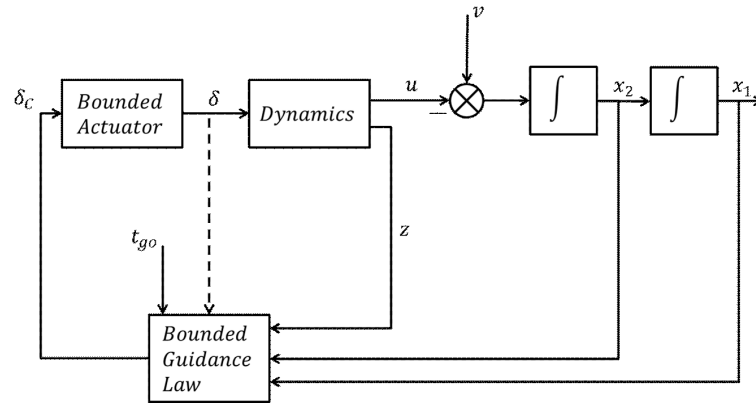 v
δ_C
Bounded
Actuator
δ
Dynamics
u
—
∫
x_2
∫
x_1
z
t_go
Bounded
Guidance
Law